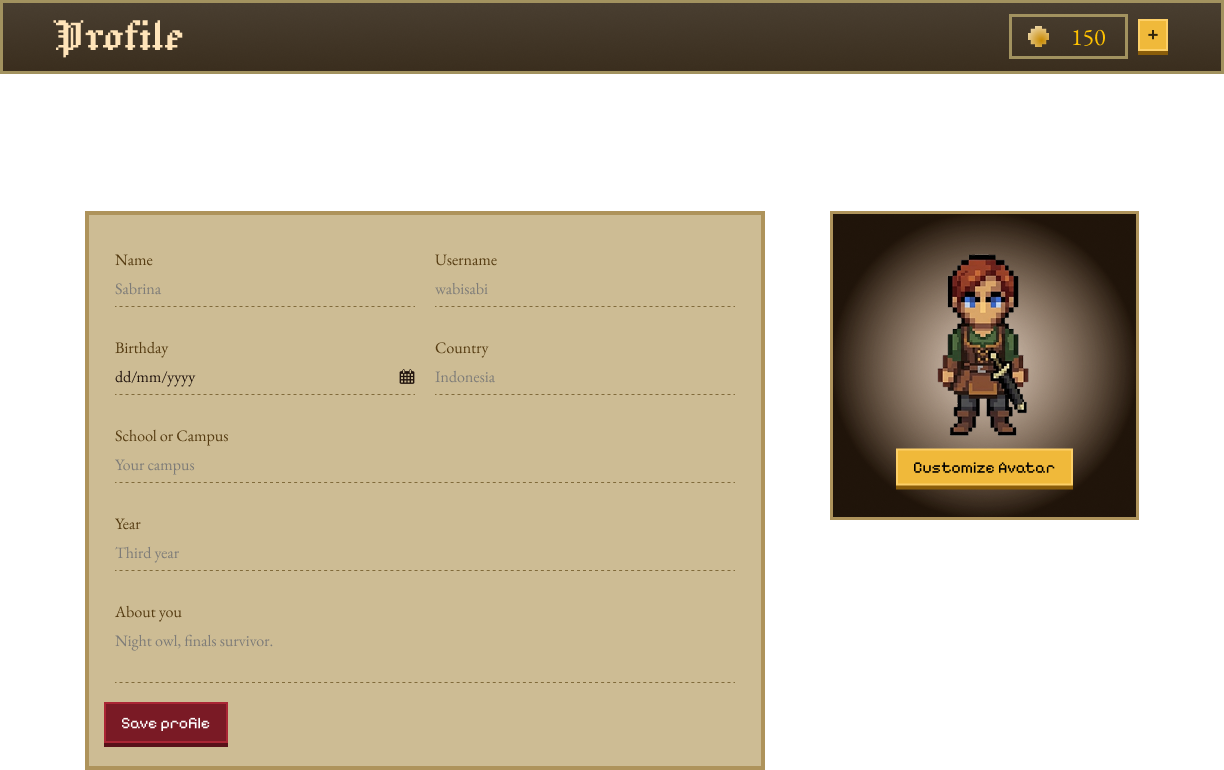 Profile
150
+
Name
Username
Sabrina
wabisabi
Birthday
Country
dd/mm/yyyy
Indonesia
School or Campus
Your campus
Year
Third year
About you
Night owl, finals survivor.
Save profile
Customize Avatar